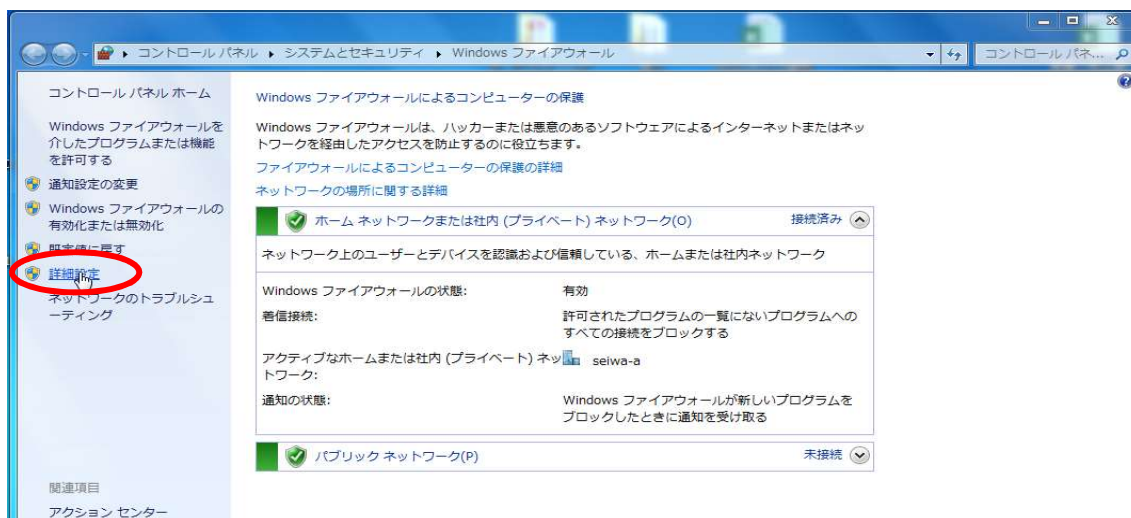 コントロール パネル ▸ システムとセキュリティ ▸ Windows ファイアウォール
コントロール パネ...
コントロール パネル ホーム
Windows ファイアウォールを
介したプログラムまたは機能
を許可する
通知設定の変更
Windows ファイアウォールの
有効化または無効化
既定値に戻す
詳細設定
ネットワークのトラブルシュ
ーティング
関連項目
アクション センター
Windows ファイアウォールによるコンピューターの保護
Windows ファイアウォールは、ハッカーまたは悪意のあるソフトウェアによるインターネットまたはネッ
トワークを経由したアクセスを防止するのに役立ちます。
ファイアウォールによるコンピューターの保護の詳細
ネットワークの場所に関する詳細
ホーム ネットワークまたは社内 (プライベート) ネットワーク(O) 接続済み
ネットワーク上のユーザーとデバイスを認識および信頼している、ホームまたは社内ネットワーク
Windows ファイアウォールの状態: 有効
着信接続: 許可されたプログラムの一覧にないプログラムへの
すべての接続をブロックする
アクティブなホームまたは社内 (プライベート) ネッ seiwa-a
トワーク:
通知の状態: Windows ファイアウォールが新しいプログラムを
ブロックしたときに通知を受け取る
パブリック ネットワーク(P) 未接続